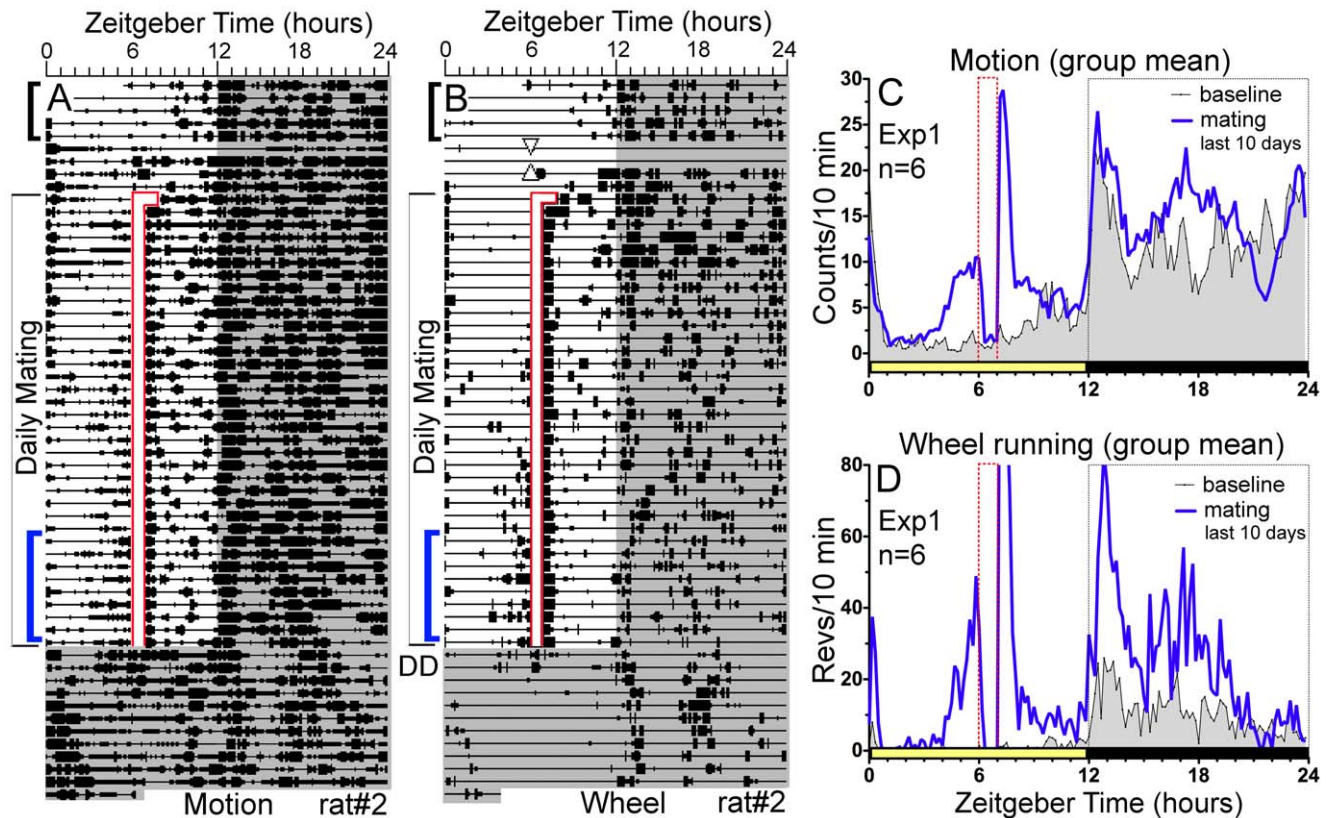 Zeitgeber Time (hours)
0 6 12 18 24
A
Daily Mating
Motion rat#2
Zeitgeber Time (hours)
0 6 12 18 24
B
Daily Mating
DD
Wheel rat#2
Motion (group mean)
C
Exp1
n=6
baseline
mating
last 10 days
Counts/10 min
30
25
20
15
10
5
0
0 6 12 18 24
Wheel running (group mean)
D
Exp1
n=6
baseline
mating
last 10 days
Revs/10 min
80
60
40
20
0
0 6 12 18 24
Zeitgeber Time (hours)